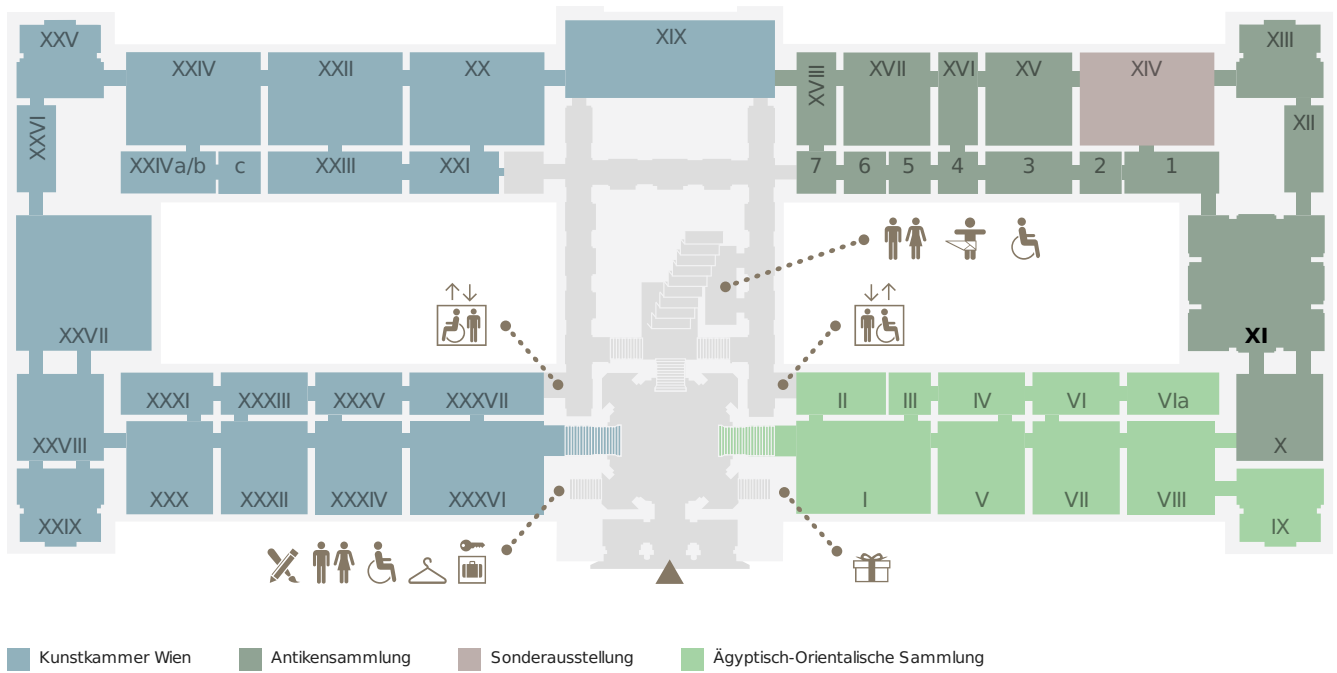 XXV
XIX
XIII
XXIV
XXII
XX
XVIII
XVII
XVI
XV
XIV
XXVI
XII
XXIVa/b
c
XXIII
XXI
7
6
5
4
3
2
1
XXVII
XI
XXXI
XXXIII
XXXV
XXXVII
II
III
IV
VI
VIa
XXVIII
X
XXX
XXXII
XXXIV
XXXVI
I
V
VII
VIII
XXIX
IX
Kunstkammer Wien
Antikensammlung
Sonderausstellung
Ägyptisch-Orientalische Sammlung